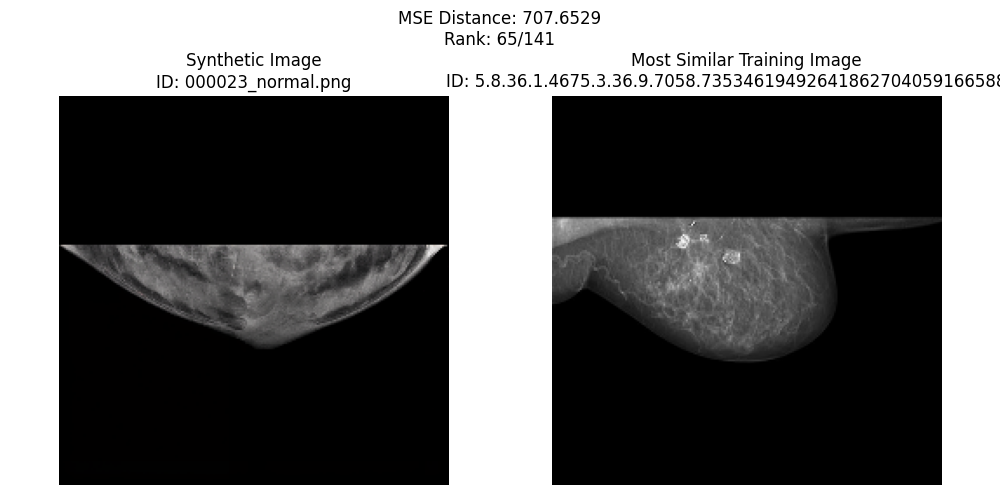 MSE Distance: 707.6529
Rank: 65/141
Synthetic Image
ID: 000023_normal.png
Most Similar Training Image
ID: 5.8.36.1.4675.3.36.9.7058.73534619492641862704059166588